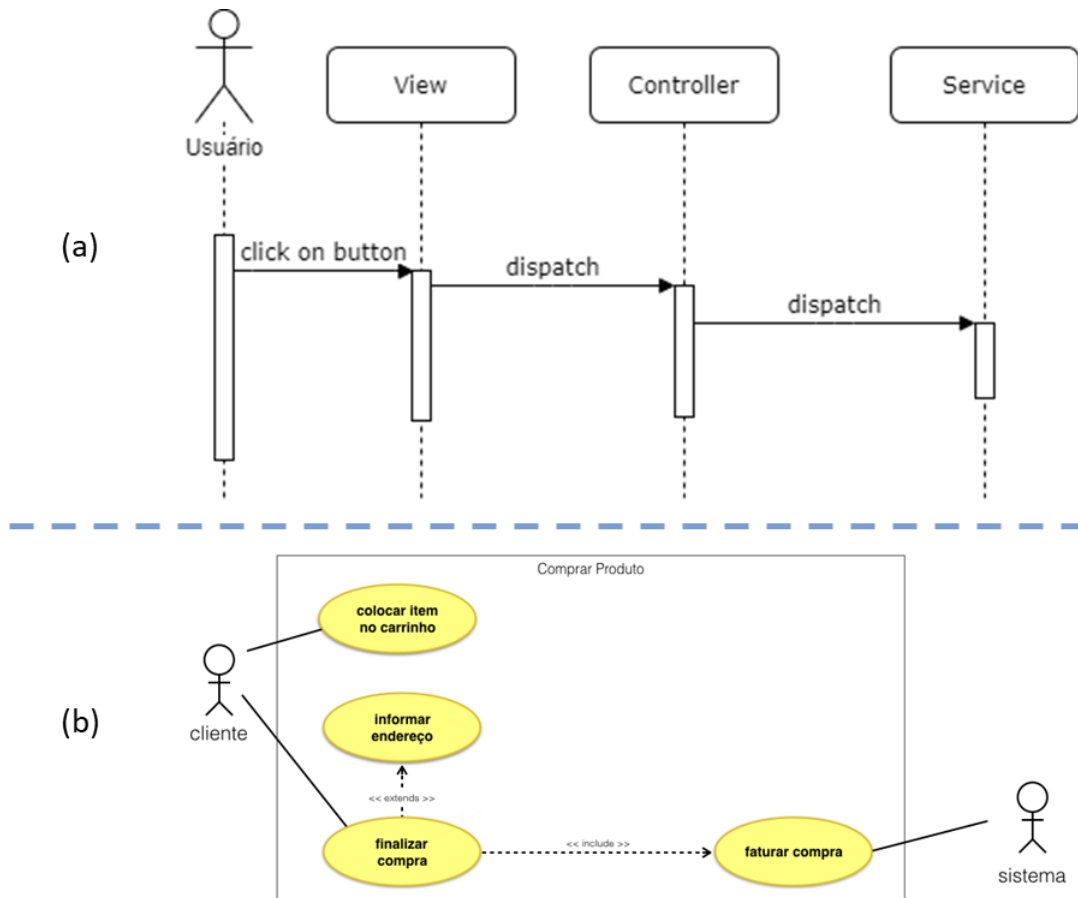 View
Controller
Service
Usuário
(a)
click on button
dispatch
dispatch
Comprar Produto
colocar item
no carrinho
(b)
cliente
informar
endereço
<< extends >>
finalizar
compra
<< include >>
faturar compra
sistema